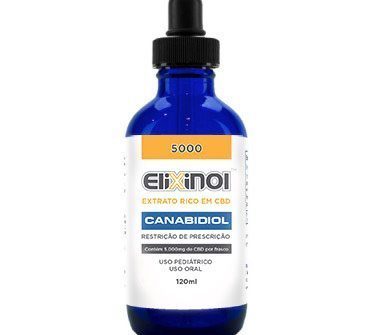 5000
Elixinol
EXTRATO RICO EM CBD
CANABIDIOL
RESTRIÇÃO DE PRESCRIÇÃO
Contém 5.000mg de CBD por frasco
USO PEDIÁTRICO
USO ORAL
120ml